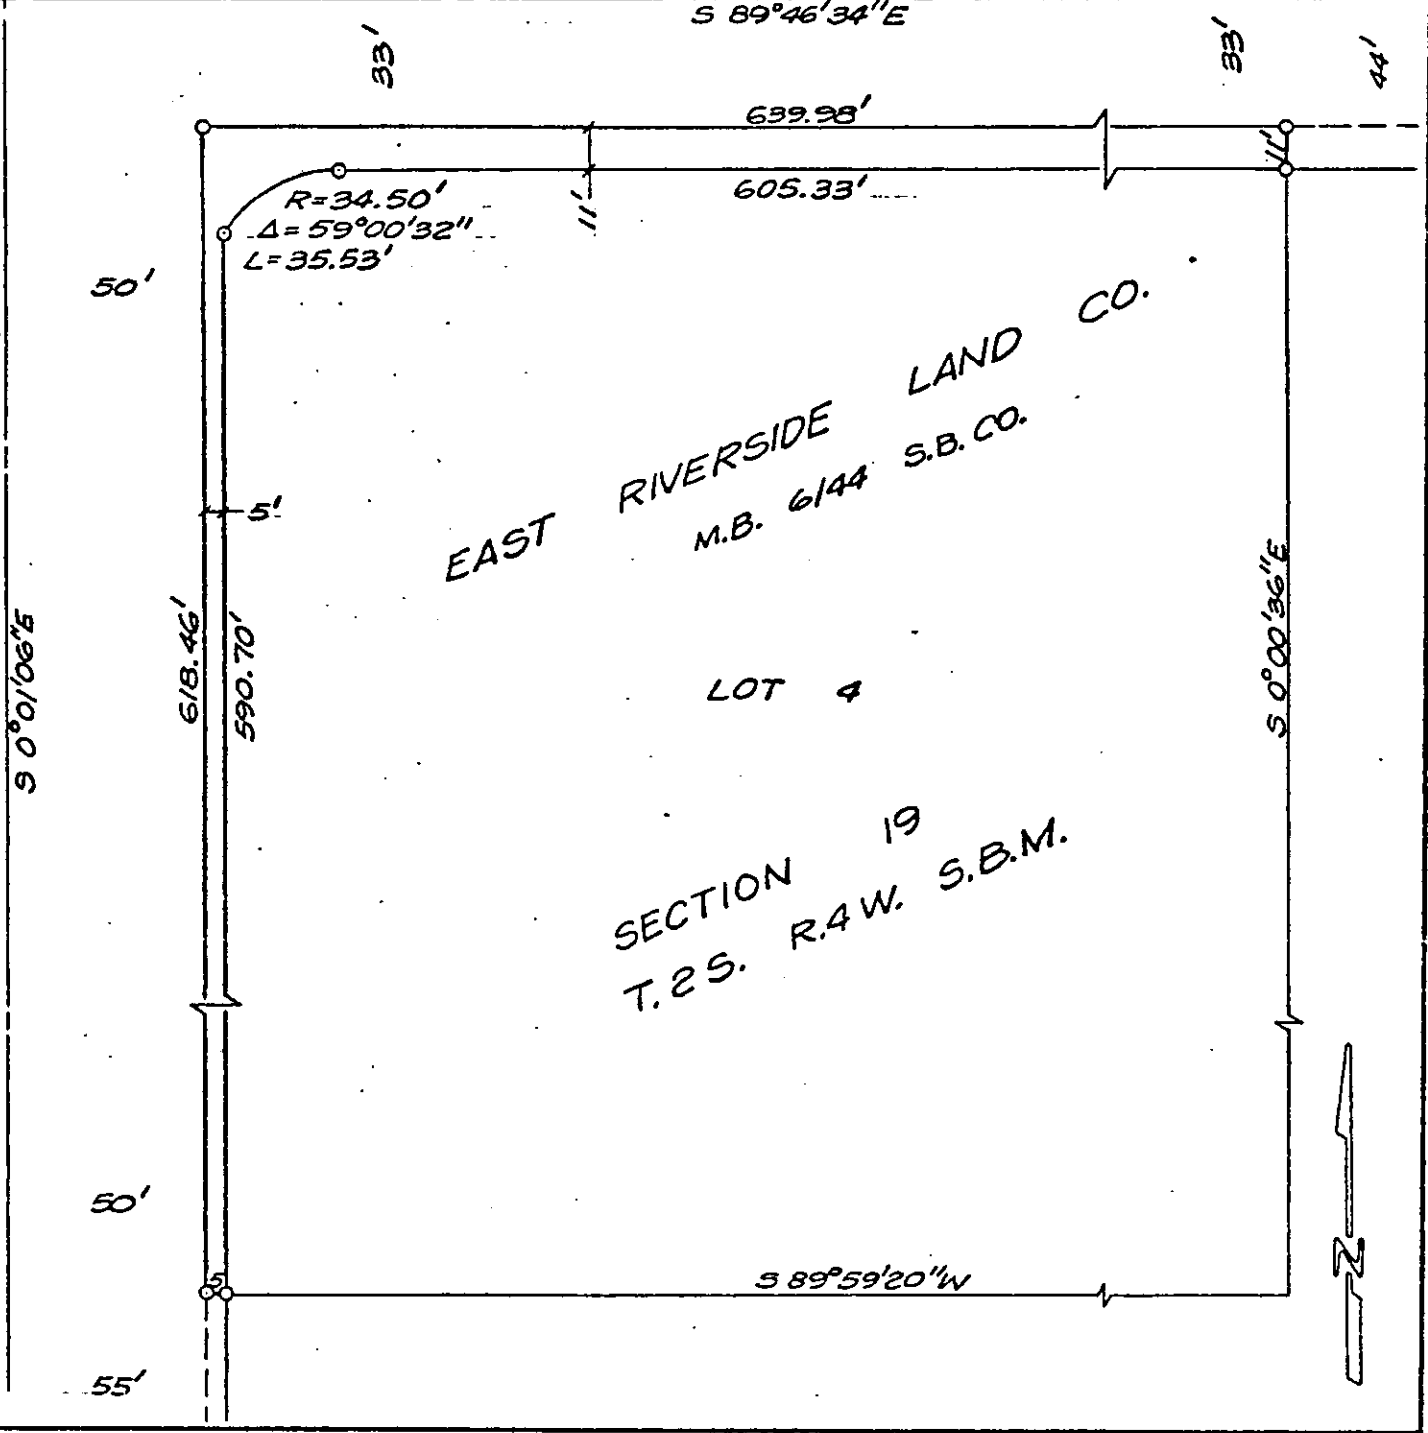 S 89°46'34"E
33'
33'
44'
639.98'
11'
605.33'
R=34.50'
11'
Δ=59°00'32"
L=35.53'
50'
EAST RIVERSIDE LAND CO.
M.B. 6/44 S.B. CO.
5'
S 0°01'06"E
618.46'
590.70'
S 0°00'36"E
LOT 4
SECTION 19
T. 2 S. R. 4 W. S.B.M.
50'
N
5'
S 89°59'20"W
55'